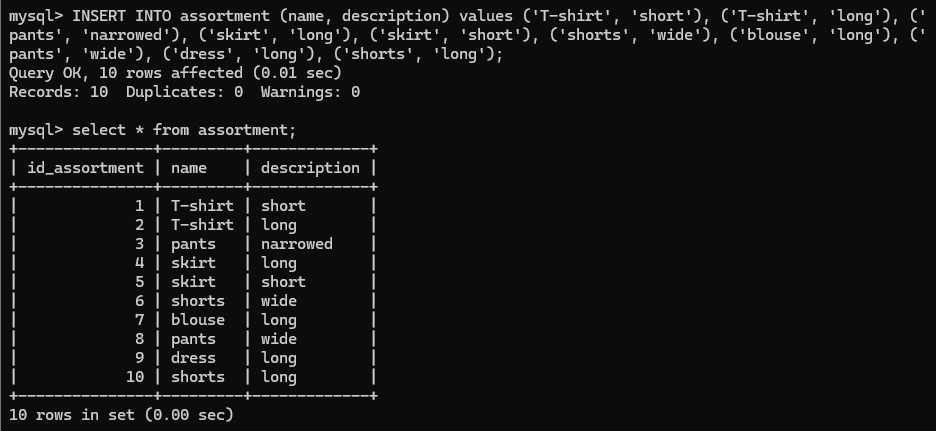 mysql> INSERT INTO assortment (name, description) values ('T-shirt', 'short'), ('T-shirt', 'long'), ('
pants', 'narrowed'), ('skirt', 'long'), ('skirt', 'short'), ('shorts', 'wide'), ('blouse', 'long'), ('
pants', 'wide'), ('dress', 'long'), ('shorts', 'long');
Query OK, 10 rows affected (0.01 sec)
Records: 10  Duplicates: 0  Warnings: 0

mysql> select * from assortment;
+---------------+---------+-------------+
| id_assortment | name    | description |
+---------------+---------+-------------+
|             1 | T-shirt | short       |
|             2 | T-shirt | long        |
|             3 | pants   | narrowed    |
|             4 | skirt   | long        |
|             5 | skirt   | short       |
|             6 | shorts  | wide        |
|             7 | blouse  | long        |
|             8 | pants   | wide        |
|             9 | dress   | long        |
|            10 | shorts  | long        |
+---------------+---------+-------------+
10 rows in set (0.00 sec)